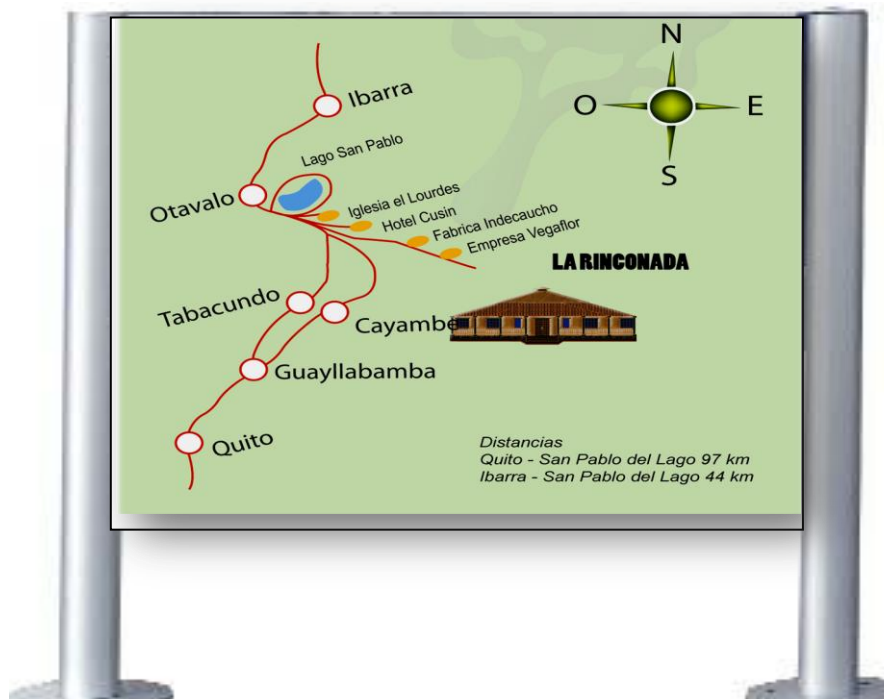 N
Ibarra
O
E
Lago San Pablo
S
Otavalo
Iglesia el Lourdes
Hotel Cusin
Fabrica Indecaucho
Empresa Vegaflor
LA RINCONADA
Tabacundo
Cayambe
Guayllabamba
Quito
Distancias
Quito - San Pablo del Lago 97 km
Ibarra - San Pablo del Lago 44 km